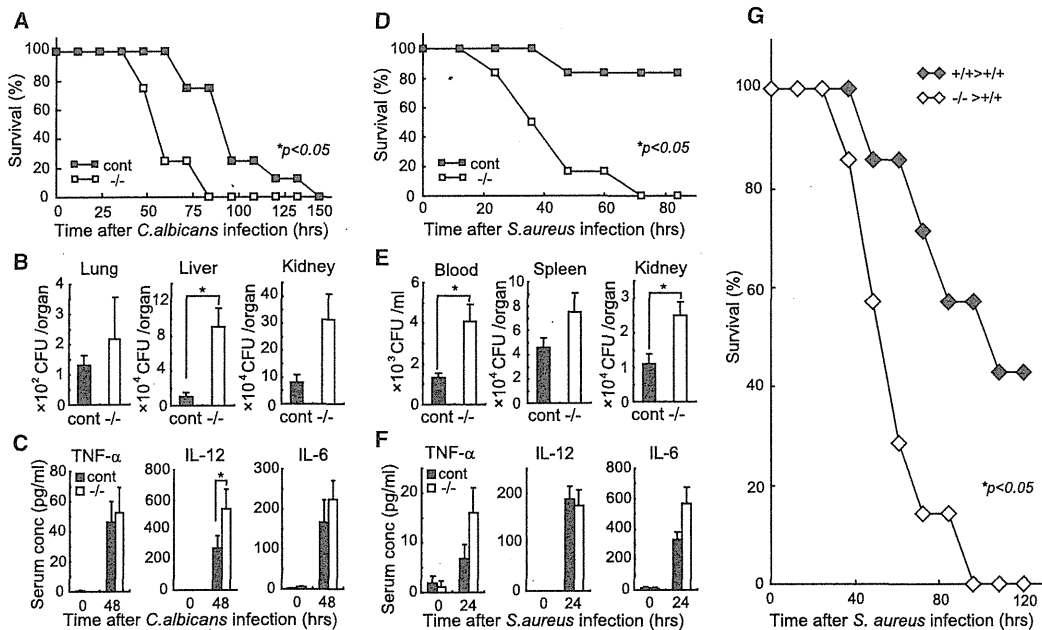 A
Survival (%)
100
80
60
40
20
0
*p<0.05
cont
-/-
0 25 50 75 100 125 150
Time after C.albicans infection (hrs)
B
Lung
×10² CFU /organ
4
3
2
1
0
cont -/-
Liver
×10⁴ CFU/organ
12
8
4
0
*
cont -/-
Kidney
×10⁴ CFU /organ
40
30
20
10
0
cont -/-
C
TNF-α
Serum conc (pg/ml)
80
60
40
20
0
cont
-/-
0 48
IL-12
800
600
400
200
0
*
0 48
IL-6
300
200
100
0
0 48
Time after C.albicans infection (hrs)
D
Survival (%)
100
80
60
40
20
0
*p<0.05
cont
-/-
0 20 40 60 80
Time after S.aureus infection (hrs)
E
Blood
×10³ CFU /ml
6
5
4
3
2
1
0
*
cont -/-
Spleen
×10⁴ CFU /organ
10
8
6
4
2
0
cont -/-
Kidney
×10⁴ CFU /organ
3
2
1
0
*
cont -/-
F
TNF-α
Serum conc (pg/ml)
20
10
0
cont
-/-
0 24
IL-12
200
100
0
0 24
IL-6
800
600
400
200
0
0 24
Time after S.aureus infection (hrs)
G
Survival (%)
100
80
60
40
20
0
+/+>+/+
-/- >+/+
*p<0.05
0 40 80 120
Time after S. aureus infection (hrs)